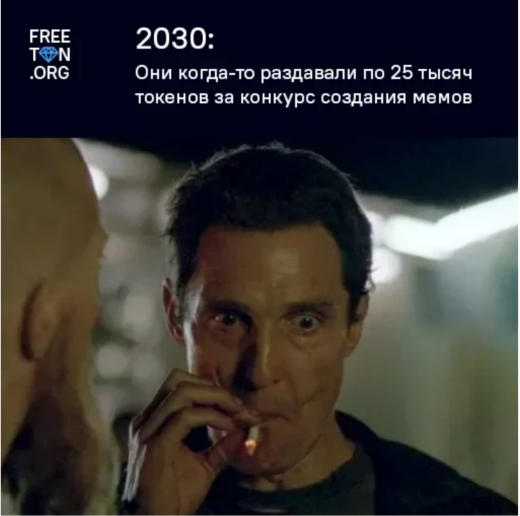 FREE
TON
.ORG
2030:
Они когда-то раздавали по 25 тысяч
токенов за конкурс создания мемов